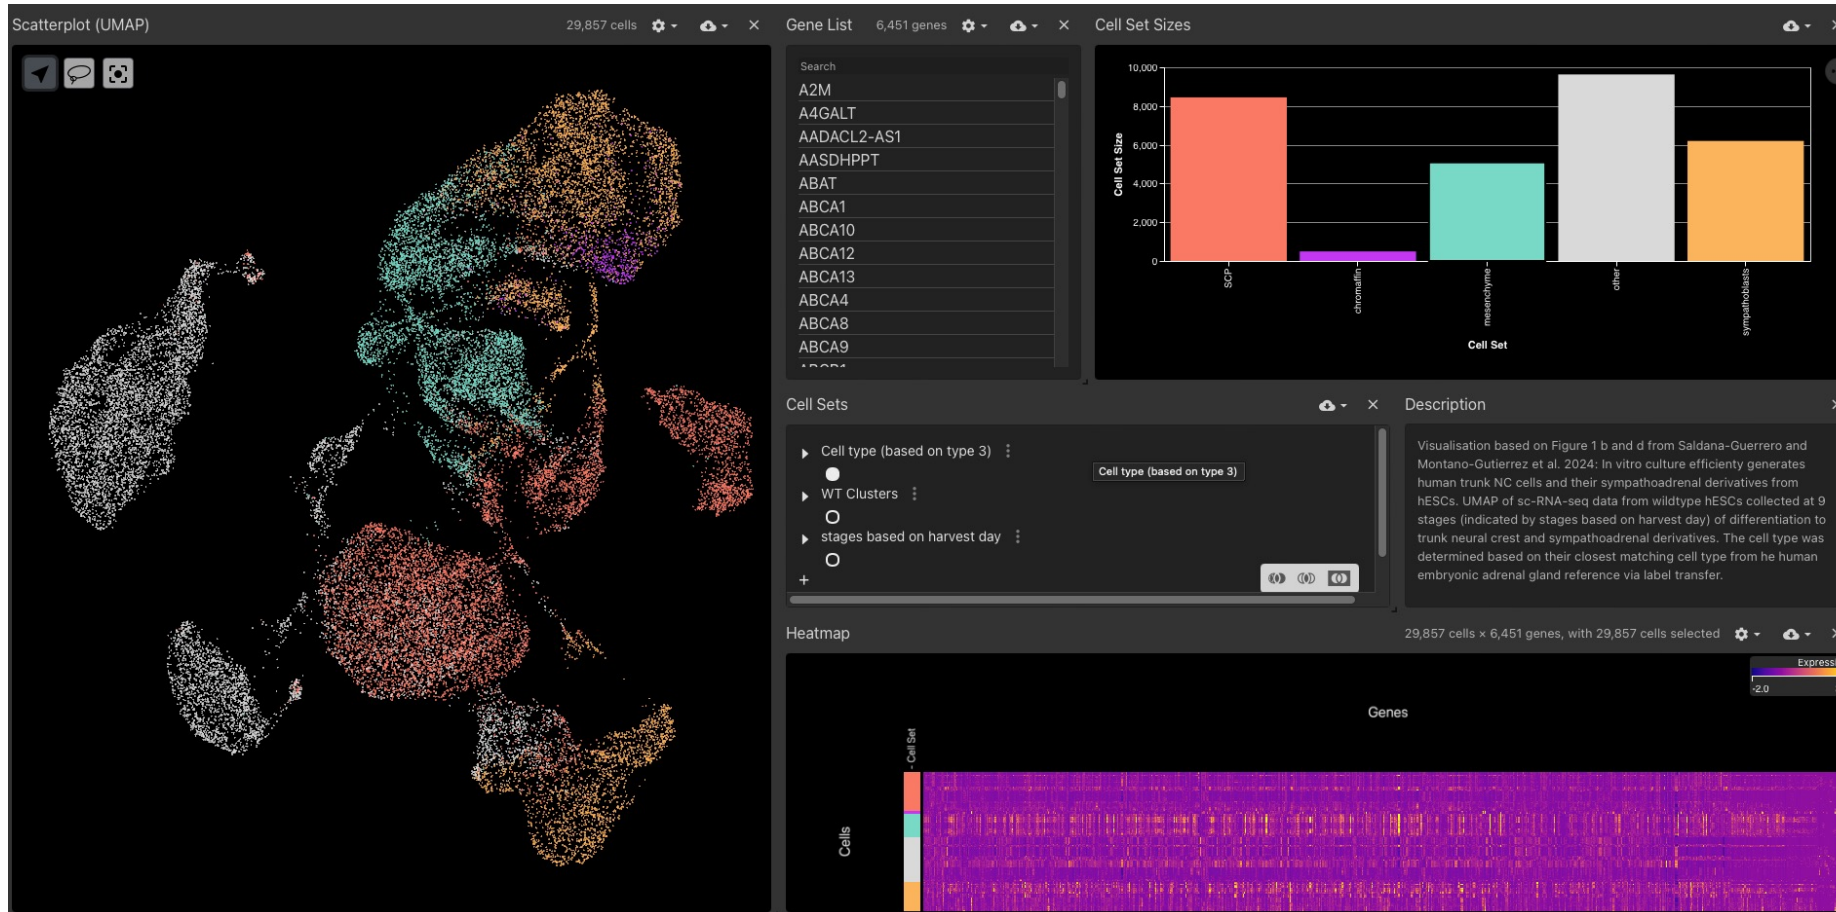 Scatterplot (UMAP)
29,857 cells
Gene List
6,451 genes
Search
A2M
A4GALT
AADACL2-AS1
AASDHPPT
ABAT
ABCA1
ABCA10
ABCA12
ABCA13
ABCA4
ABCA8
ABCA9
Cell Set Sizes
10,000
8,000
6,000
4,000
2,000
0
Cell Set Size
SCP
chromaffin
mesenchyme
other
sympathoblasts
Cell Set
Cell Sets
Cell type (based on type 3)
Cell type (based on type 3)
WT Clusters
stages based on harvest day
+
Description
Visualisation based on Figure 1 b and d from Saldana-Guerrero and
Montano-Gutierrez et al. 2024: In vitro culture efficienty generates
human trunk NC cells and their sympathoadrenal derivatives from
hESCs. UMAP of sc-RNA-seq data from wildtype hESCs collected at 9
stages (indicated by stages based on harvest day) of differentiation to
trunk neural crest and sympathoadrenal derivatives. The cell type was
determined based on their closest matching cell type from he human
embryonic adrenal gland reference via label transfer.
Heatmap
29,857 cells × 6,451 genes, with 29,857 cells selected
Expressi
-2.0
Genes
- Cell Set
Cells